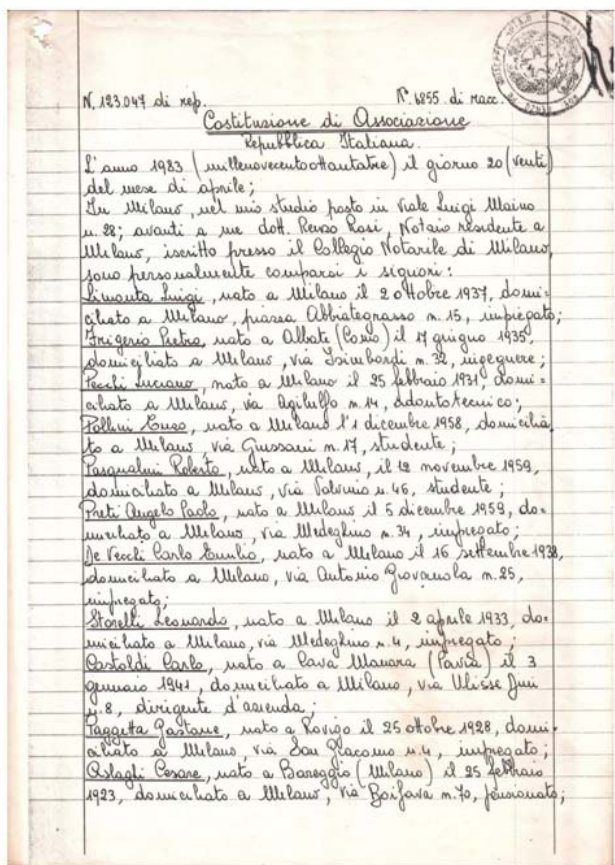 N. 123.047 di rep. N° 6855 di racc.
Costituzione di Associazione
Repubblica Italiana.
L'anno 1983 (millenovecentottantatre) il giorno 20 (venti)
del mese di aprile;
In Milano, nel mio studio posto in Viale Luigi Maino
n. 28; avanti a me dott. Renzo Rosi, Notaio residente a
Milano, iscritto presso il Collegio Notarile di Milano,
sono personalmente comparsi i signori:
Limonta Luigi, nato a Milano il 2 ottobre 1937, domi=
ciliato a Milano, piazza Abbiategrasso n. 15, impiegato;
Frigerio Pietro, nato a Albate (Como) il 17 giugno 1935,
domiciliato a Milano, via Isimbardi n. 32, ingegnere;
Pecchi Luciano, nato a Milano il 25 febbraio 1931, domi=
ciliato a Milano, via Agilulfo n. 14, odontotecnico;
Pollini Enzo, nato a Milano l'1 dicembre 1958, domicilia
to a Milano, via Giussani n. 17, studente;
Pasqualini Roberto, nato a Milano, il 12 novembre 1959,
domiciliato a Milano, via n. 46, studente;
Preti Angelo Paolo, nato a Milano il 5 dicembre 1959, do=
miciliato a Milano, via Medeghino n. 34, impiegato;
De Vecchi Carlo Emilio, nato a Milano il 16 settembre 1938,
domiciliato a Milano, via Antonio Giovanola n. 25,
impiegato;
Storelli Leonardo, nato a Milano il 2 aprile 1933, do=
miciliato a Milano, via Medeghino n. 4, impiegato;
Castoldi Carlo, nato a Cava Manara (Pavia) il 3
gennaio 1941, domiciliato a Milano, via Ulisse Dini
n. 8, dirigente d'azienda;
Paggetta Gastone, nato a Rovigo il 25 ottobre 1928, domi=
ciliato a Milano via San Giacomo n. 4, impiegato;
Cesare, nato a Bareggio (Milano) il 25 febbraio
1923, domiciliato a Milano, via Boifava n. 70, pensionato;